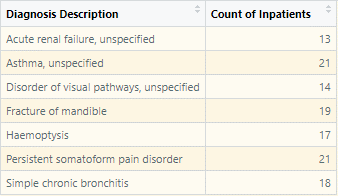 Diagnosis Description Count of Inpatients
Acute renal failure, unspecified 13
Asthma, unspecified 21
Disorder of visual pathways, unspecified 14
Fracture of mandible 19
Haemoptysis 17
Persistent somatoform pain disorder 21
Simple chronic bronchitis 18